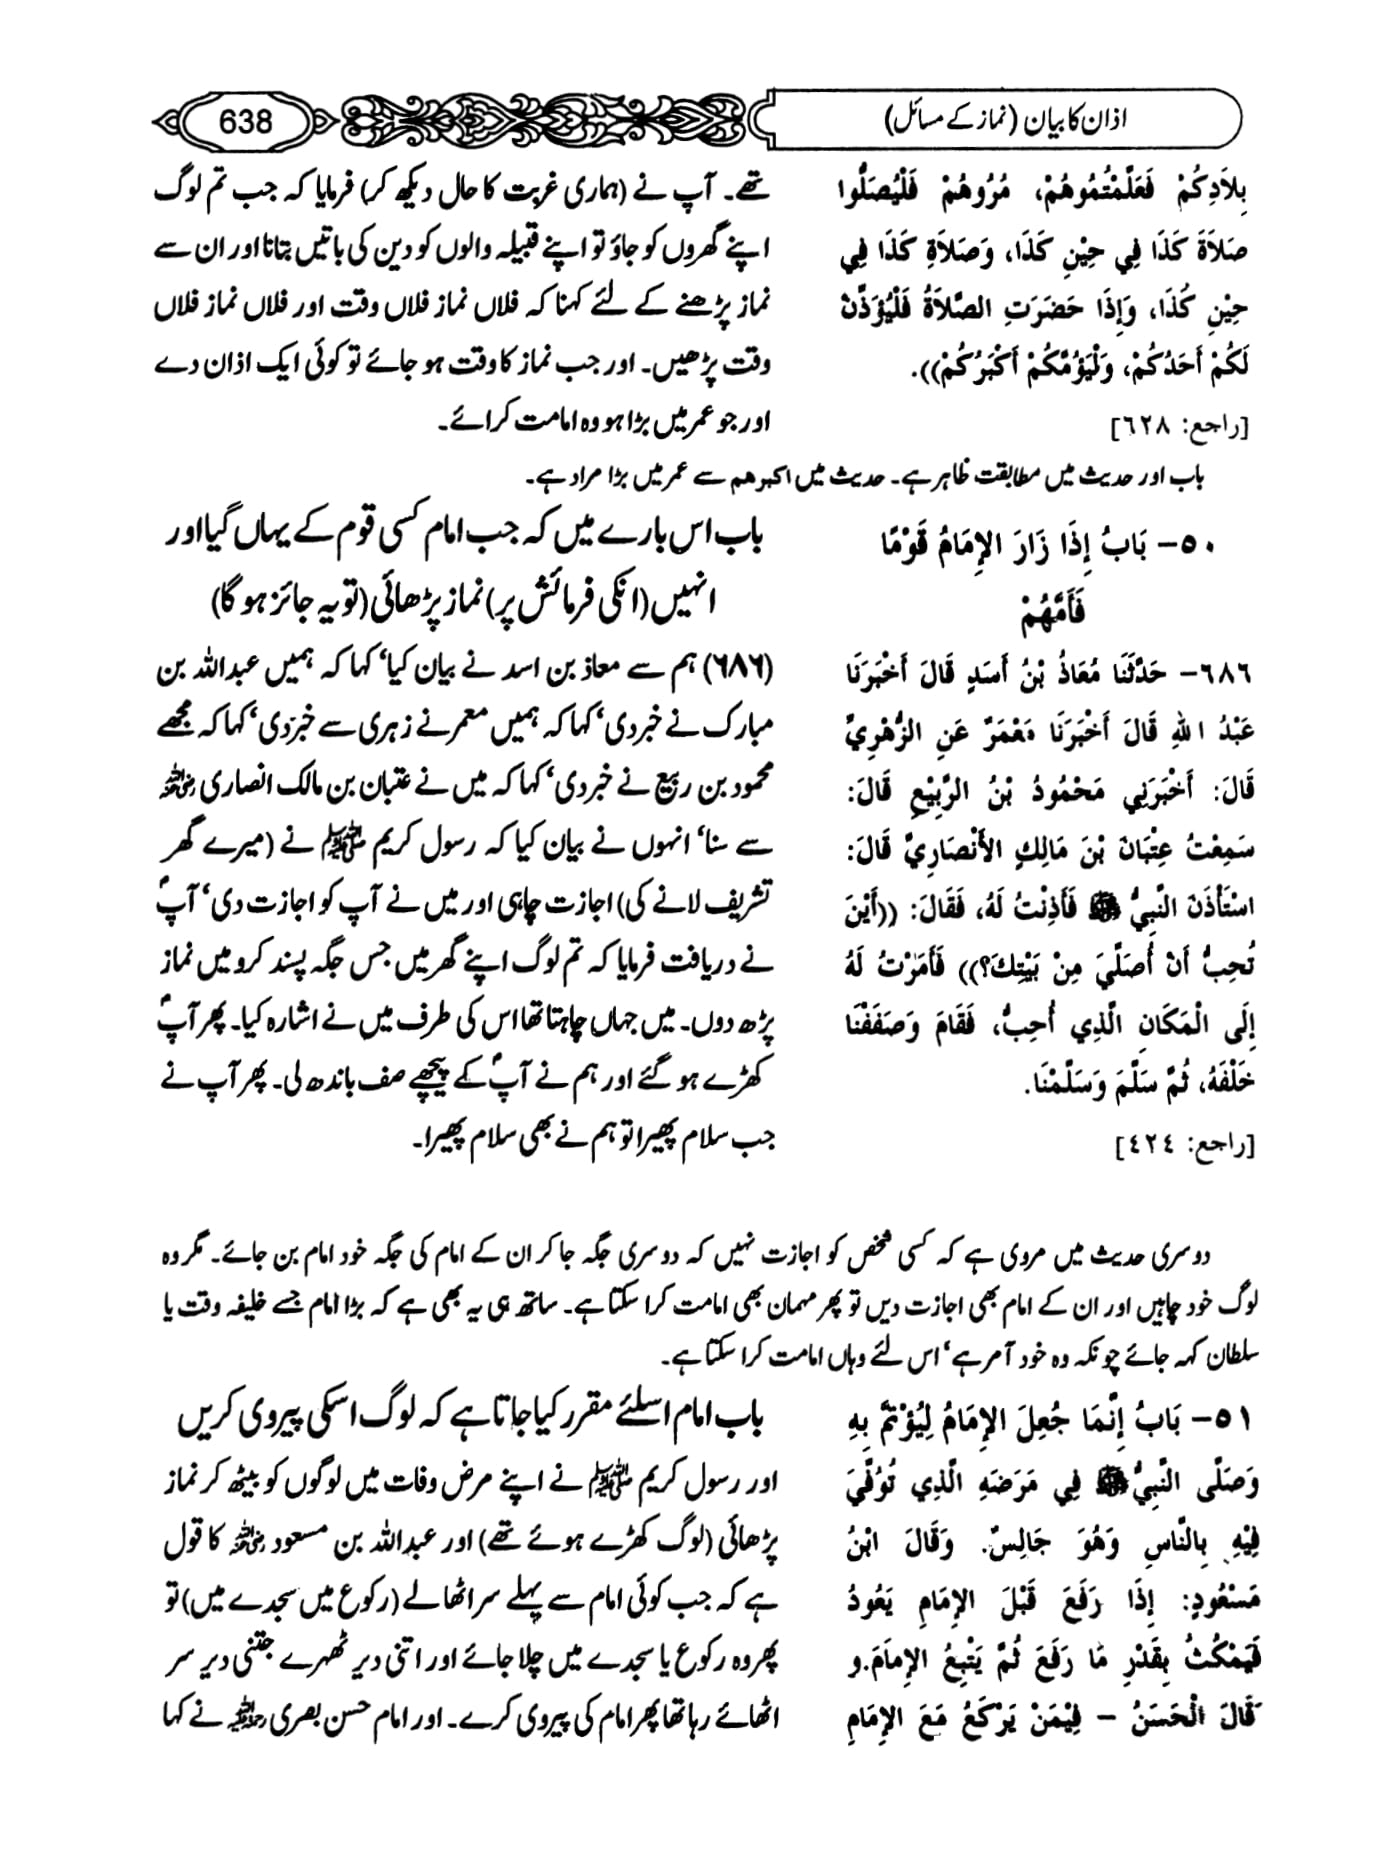 اذان کا بیان (نماز کے مسائل)
638
بِلاَدِكُمْ فَعَلَّمْتُمُوهُمْ، مُرُوهُمْ فَلْيُصَلُّوا
صَلاَةَ كَذَا فِي حِيْنِ كَذَا، وَصَلاَةِ كَذَا فِي
حِيْنِ كُذَا، وَإِذَا حَضَرَتِ الصَّلاَةُ فَلْيُؤَذِّنْ
لَكُمْ أَحَدُكُمْ، وَلْيَؤُمَّكُمْ أَكْبَرُكُمْ)).
[راجع: ٦٢٨]
تھے۔ آپ نے (ہماری غربت کا حال دیکھ کر) فرمایا کہ جب تم لوگ
اپنے گھروں کو جاؤ تو اپنے قبیلہ والوں کو دین کی باتیں بتانا اور ان سے
نماز پڑھنے کے لئے کہنا کہ فلاں نماز فلاں وقت اور فلاں نماز فلاں
وقت پڑھیں۔ اور جب نماز کا وقت ہو جائے تو کوئی ایک اذان دے
اور جو عمر میں بڑا ہو وہ امامت کرائے۔
باب اور حدیث میں مطابقت ظاہر ہے۔ حدیث میں اکبرھم سے عمر میں بڑا مراد ہے۔
٥٠- بَابُ إِذَا زَارَ الإِمَامُ قَوْمًا
فَأَمَّهُمْ
باب اس بارے میں کہ جب امام کسی قوم کے یہاں گیا اور
انہیں (انکی فرمائش پر) نماز پڑھائی (تو یہ جائز ہو گا)
٦٨٦- حَدَّثَنَا مُعَاذُ بْنُ أَسَدٍ قَالَ أَخْبَرَنَا
عَبْدُ اللهِ قَالَ أَخْبَرَنَا مَعْمَرٌ عَنِ الزُّهْرِيِّ
قَالَ: أَخْبَرَنِي مَحْمُودُ بْنُ الرَّبِيْعِ قَالَ:
سَمِعْتُ عِتْبَانَ بْنَ مَالِكٍ الأَنْصَارِيَّ قَالَ:
اسْتَأْذَنَ النَّبِيُّ ﷺ فَأَذِنْتُ لَهُ، فَقَالَ: ((أَيْنَ
تُحِبُّ أَنْ أُصَلِّيَ مِنْ بَيْتِكَ؟)) فَأَمَرْتُ لَهُ
إِلَى الْمَكَانِ الَّذِي أُحِبُّ، فَقَامَ وَصَفَفْنَا
خَلْفَهُ، ثُمَّ سَلَّمَ وَسَلَّمْنَا.
[راجع: ٤٢٤]
(٦٨٦) ہم سے معاذ بن اسد نے بیان کیا' کہا کہ ہمیں عبداللہ بن
مبارک نے خبر دی' کہا کہ ہمیں معمر نے زہری سے خبر دی' کہا کہ مجھے
محمود بن ربیع نے خبر دی' کہا کہ میں نے عتبان بن مالک انصاری رضی اللہ عنہ
سے سنا' انہوں نے بیان کیا کہ رسول کریم ﷺ نے (میرے گھر
تشریف لانے کی) اجازت چاہی اور میں نے آپ کو اجازت دی' آپؐ
نے دریافت فرمایا کہ تم لوگ اپنے گھر میں جس جگہ پسند کرو میں نماز
پڑھ دوں۔ میں جہاں چاہتا تھا اس کی طرف میں نے اشارہ کیا۔ پھر آپؐ
کھڑے ہو گئے اور ہم نے آپؐ کے پیچھے صف باندھ لی۔ پھر آپ نے
جب سلام پھیرا تو ہم نے بھی سلام پھیرا۔
دوسری حدیث میں مروی ہے کہ کسی شخص کو اجازت نہیں کہ دوسری جگہ جا کر ان کے امام کی جگہ خود امام بن جائے۔ مگر وہ
لوگ خود چاہیں اور ان کے امام بھی اجازت دیں تو پھر مہمان بھی امامت کرا سکتا ہے۔ ساتھ ہی یہ بھی ہے کہ بڑا امام جسے خلیفہ وقت یا
سلطان کہہ جائے چونکہ وہ خود آمر ہے' اس لئے وہاں امامت کرا سکتا ہے۔
٥١- بَابُ إِنَّمَا جُعِلَ الإِمَامُ لِيُؤْتَمَّ بِهِ
وَصَلَّى النَّبِيُّ ﷺ فِي مَرَضِهِ الَّذِي تُوُفِّيَ
فِيْهِ بِالنَّاسِ وَهُوَ جَالِسٌ. وَقَالَ ابْنُ
مَسْعُودٍ: إِذَا رَفَعَ قَبْلَ الإِمَامِ يَعُودُ
فَيَمْكُثُ بِقَدْرِ مَا رَفَعَ ثُمَّ يَتْبِعُ الإِمَامَ.و
قَالَ الْحَسَنُ - فِيْمَنْ يَرْكَعُ مَعَ الإِمَامِ
باب امام اسلئے مقرر کیا جاتا ہے کہ لوگ اسکی پیروی کریں
اور رسول کریم ﷺ نے اپنے مرض وفات میں لوگوں کو بیٹھ کر نماز
پڑھائی (لوگ کھڑے ہوئے تھے) اور عبداللہ بن مسعود رضی اللہ عنہ کا قول
ہے کہ جب کوئی امام سے پہلے سر اٹھا لے (رکوع میں سجدے میں) تو
پھر وہ رکوع یا سجدے میں چلا جائے اور اتنی دیر ٹھہرے جتنی دیر سر
اٹھائے رہا تھا پھر امام کی پیروی کرے۔ اور امام حسن بصری رحمہ اللہ نے کہا